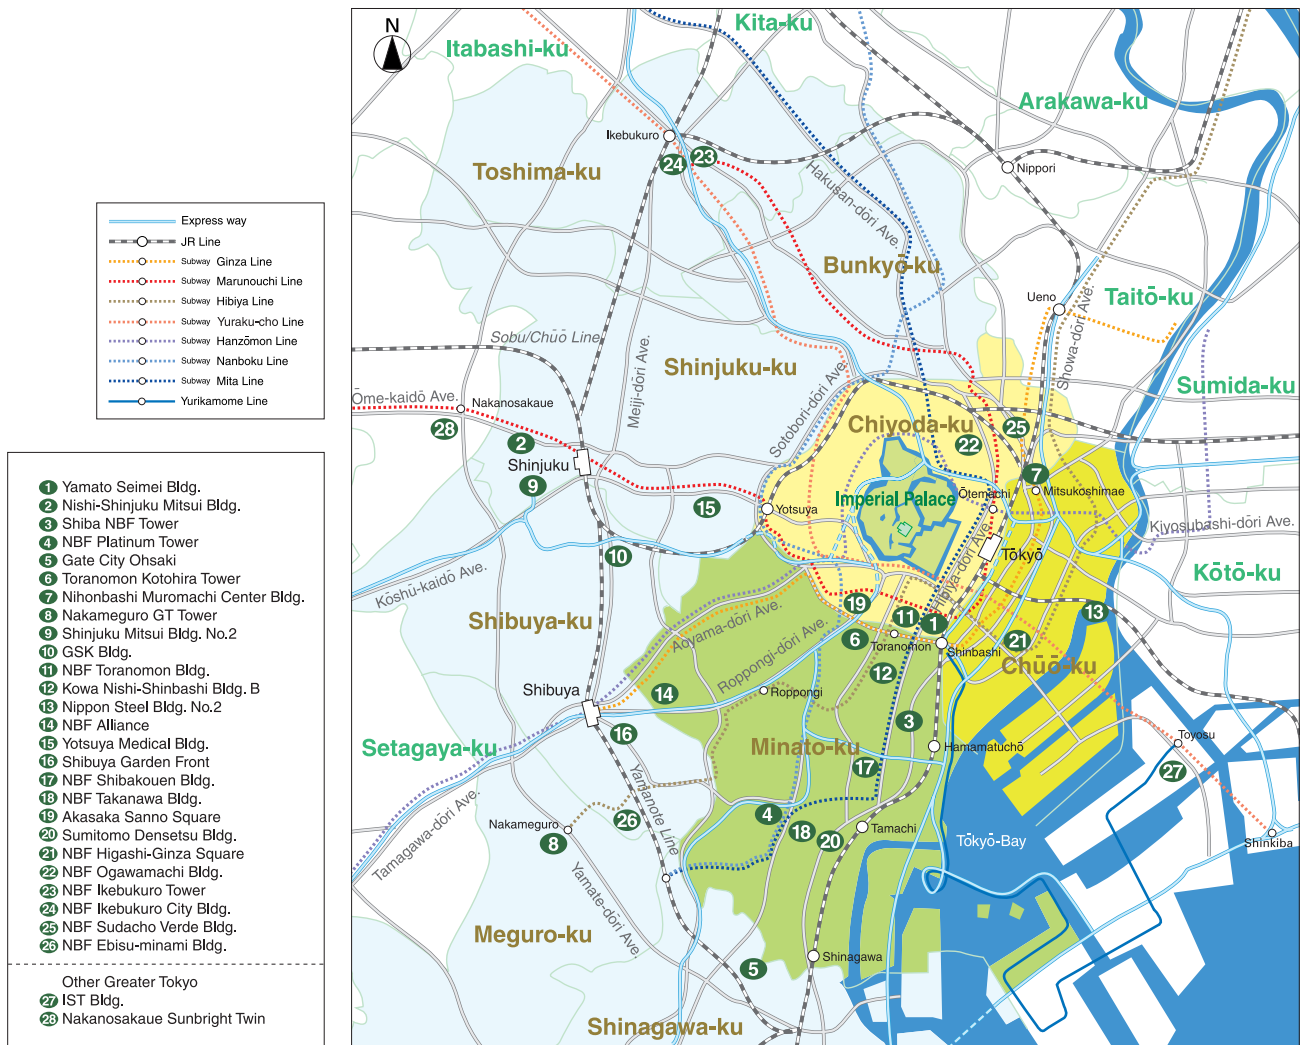 Express way
JR Line
Subway Ginza Line
Subway Marunouchi Line
Subway Hibiya Line
Subway Yuraku-cho Line
Subway Hanzōmon Line
Subway Nanboku Line
Subway Mita Line
Yurikamome Line
1 Yamato Seimei Bldg.
2 Nishi-Shinjuku Mitsui Bldg.
3 Shiba NBF Tower
4 NBF Platinum Tower
5 Gate City Ohsaki
6 Toranomon Kotohira Tower
7 Nihonbashi Muromachi Center Bldg.
8 Nakameguro GT Tower
9 Shinjuku Mitsui Bldg. No.2
10 GSK Bldg.
11 NBF Toranomon Bldg.
12 Kowa Nishi-Shinbashi Bldg. B
13 Nippon Steel Bldg. No.2
14 NBF Alliance
15 Yotsuya Medical Bldg.
16 Shibuya Garden Front
17 NBF Shibakouen Bldg.
18 NBF Takanawa Bldg.
19 Akasaka Sanno Square
20 Sumitomo Densetsu Bldg.
21 NBF Higashi-Ginza Square
22 NBF Ogawamachi Bldg.
23 NBF Ikebukuro Tower
24 NBF Ikebukuro City Bldg.
25 NBF Sudacho Verde Bldg.
26 NBF Ebisu-minami Bldg.
Other Greater Tokyo
27 IST Bldg.
28 Nakanosakaue Sunbright Twin
N
Kita-ku
Itabashi-ku
Arakawa-ku
Ikebukuro
24
23
Nippori
Toshima-ku
Hakusan-dōri Ave.
Bunkyō-ku
Ueno
Taitō-ku
Showa-dōri Ave.
Sobu/Chūō Line
Meiji-dōri Ave.
Shinjuku-ku
Sotobori-dōri Ave.
Sumida-ku
Ōme-kaidō Ave.
Nakanosakaue
28
2
Chiyoda-ku
22
25
Shinjuku
9
7
Mitsukoshimae
Imperial Palace
Ōtemachi
15
Yotsuya
Kiyosubashi-dōri Ave.
10
Tōkyō
Hibiya-dōri Ave.
Kōshū-kaidō Ave.
Kōtō-ku
Shibuya-ku
Aoyama-dōri Ave.
19
11
1
13
6
Toranomon
Shinbashi
21
Roppongi-dōri Ave.
12
Chūō-ku
Shibuya
14
Roppongi
16
3
Setagaya-ku
Minato-ku
Hamamatuchō
Toyosu
17
27
Yamanote Line
Tamagawa-dōri Ave.
Nakameguro
26
8
4
18
20
Tamachi
Tōkyō-Bay
Shinkiba
Yamate-dōri Ave.
Meguro-ku
5
Shinagawa
Shinagawa-ku